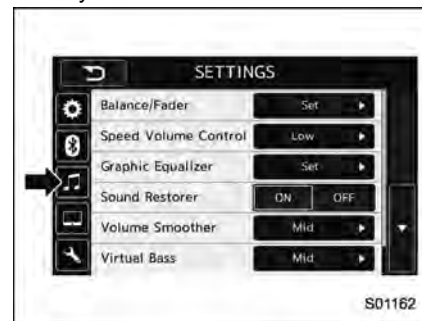 SETTINGS
Balance/Fader Set
Speed Volume Control Low
Graphic Equalizer Set
Sound Restorer ON OFF
Volume Smoother Mid
Virtual Bass Mid
S01162